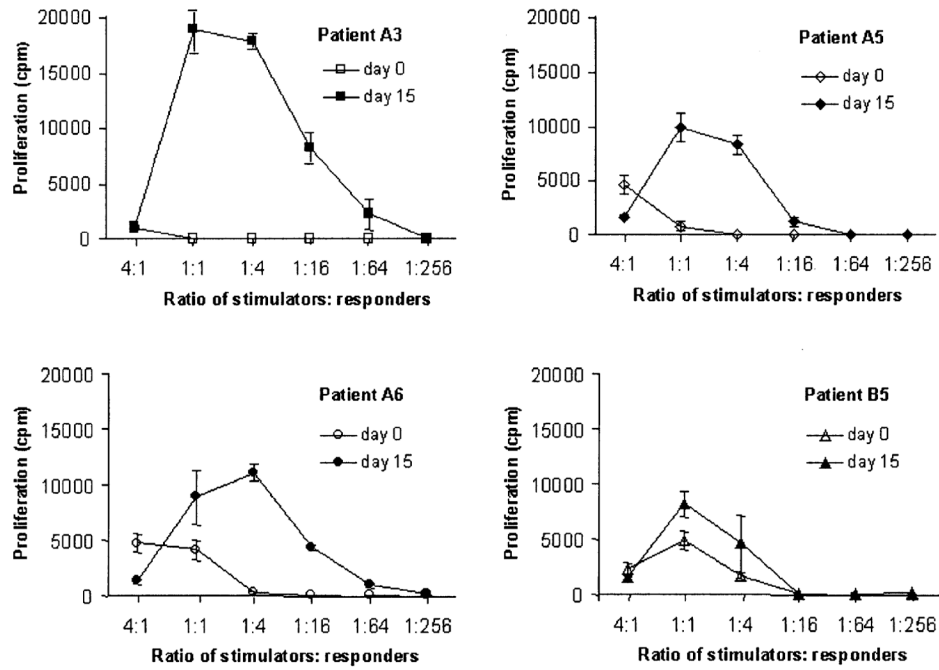 20000
15000
10000
5000
0
Proliferation (cpm)
Patient A3
day 0
day 15
4:1 1:1 1:4 1:16 1:64 1:256
Ratio of stimulators: responders
20000
15000
10000
5000
0
Proliferation (cpm)
Patient A5
day 0
day 15
4:1 1:1 1:4 1:16 1:64 1:256
Ratio of stimulators: responders
20000
15000
10000
5000
0
Proliferation (cpm)
Patient A6
day 0
day 15
4:1 1:1 1:4 1:16 1:64 1:256
Ratio of stimulators: responders
20000
15000
10000
5000
0
Proliferation (cpm)
Patient B5
day 0
day 15
4:1 1:1 1:4 1:16 1:64 1:256
Ratio of stimulators: responders